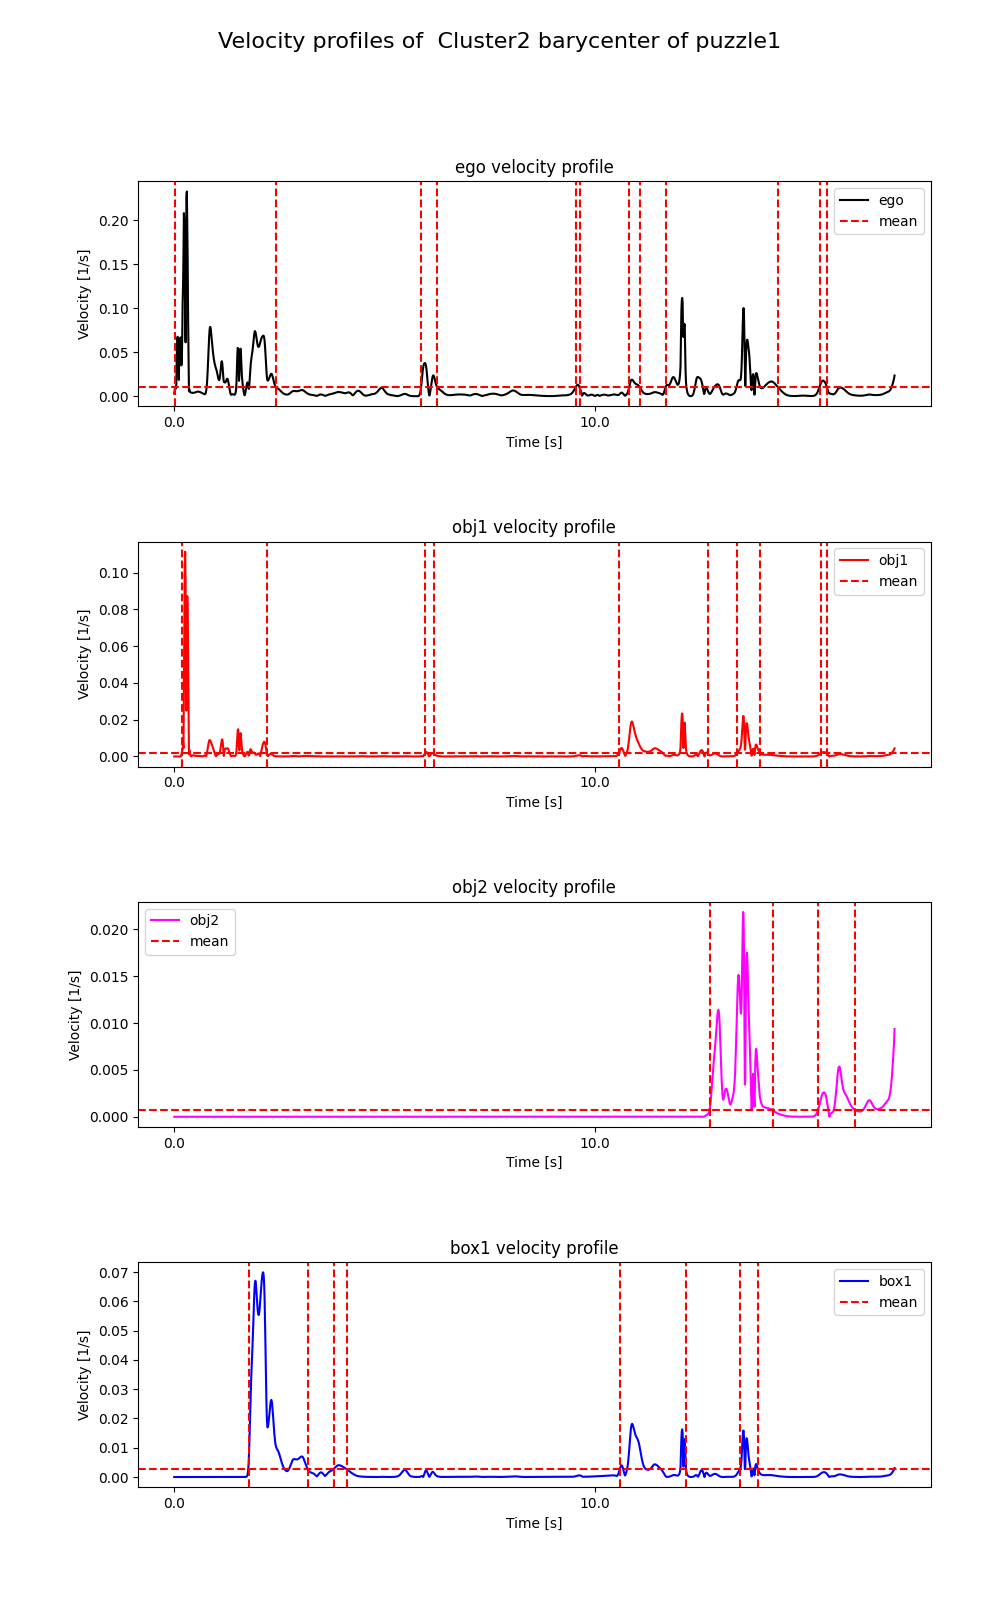 Velocity profiles of  Cluster2 barycenter of puzzle1
ego velocity profile
Velocity [1/s]
0.20
0.15
0.10
0.05
0.00
ego
mean
0.0
10.0
Time [s]
obj1 velocity profile
Velocity [1/s]
0.10
0.08
0.06
0.04
0.02
0.00
obj1
mean
0.0
10.0
Time [s]
obj2 velocity profile
Velocity [1/s]
0.020
0.015
0.010
0.005
0.000
obj2
mean
0.0
10.0
Time [s]
box1 velocity profile
Velocity [1/s]
0.07
0.06
0.05
0.04
0.03
0.02
0.01
0.00
box1
mean
0.0
10.0
Time [s]